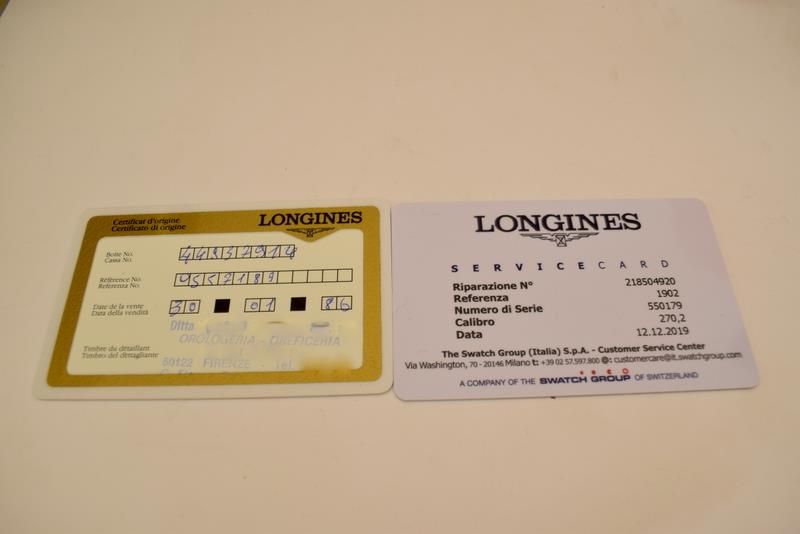 Certificat d'origine
Certificato di origine
LONGINES
Boîte No.
Cassa No.
Référence No.
Referenza No.
Date de la vente
Data della vendita
30 01 86
Ditta
OROLOGERIA - OREFICERIA
Timbre du détaillant
Timbro del dettagliante
50122 FIRENZE - Tel.
LONGINES
SERVICECARD
Riparazione N° 218504920
Referenza 1902
Numero di Serie 550179
Calibro 270,2
Data 12.12.2019
The Swatch Group (Italia) S.p.A. - Customer Service Center
Via Washington, 70 - 20146 Milano t: +39 02 57.597.800 @: customercare@it.swatchgroup.com
A COMPANY OF THE SWATCH GROUP OF SWITZERLAND